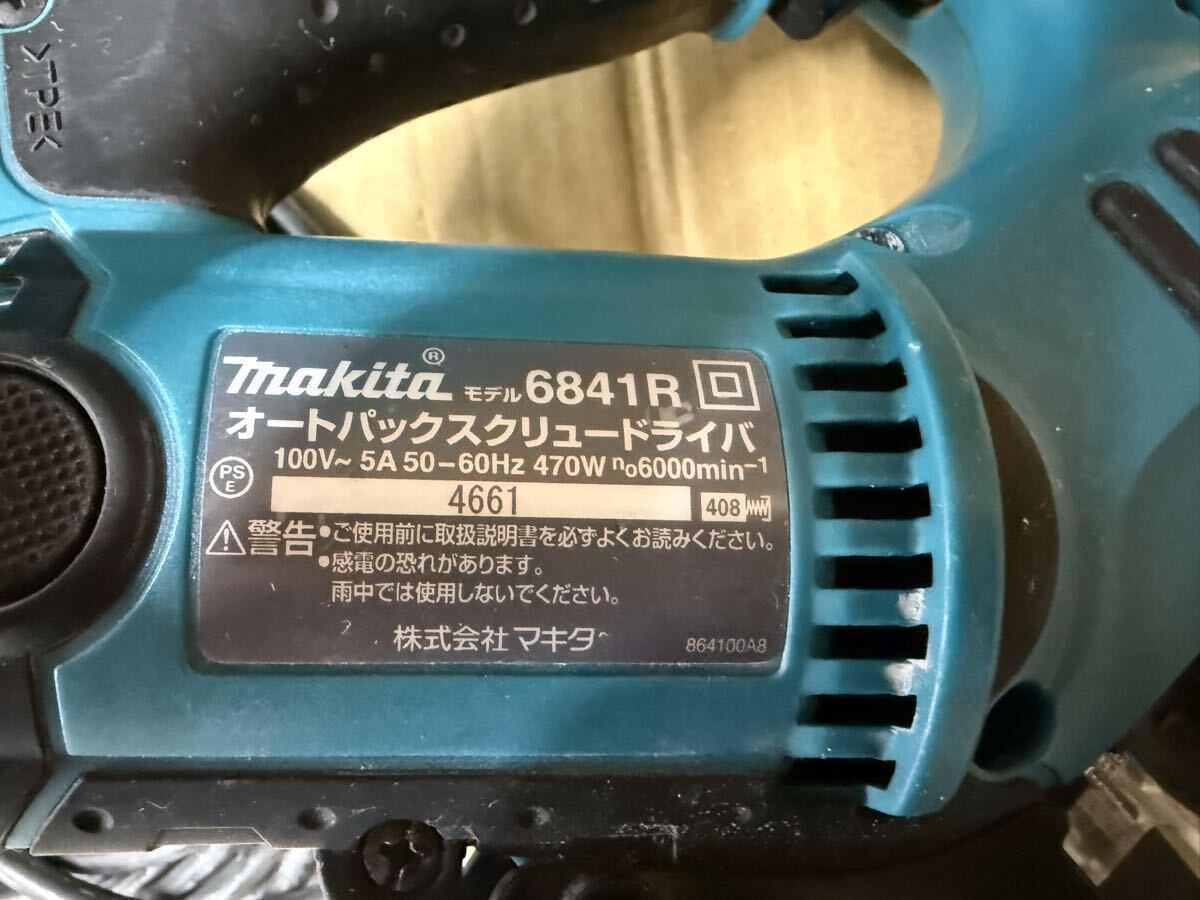 >TPE<
makita® モデル 6841R
オートパックスクリュードライバ
PS E 100V~ 5A 50-60Hz 470W n₀6000min⁻¹
4661 408
⚠警告 •ご使用前に取扱説明書を必ずよくお読みください。
•感電の恐れがあります。
雨中では使用しないでください。
株式会社 マキタ 864100A8